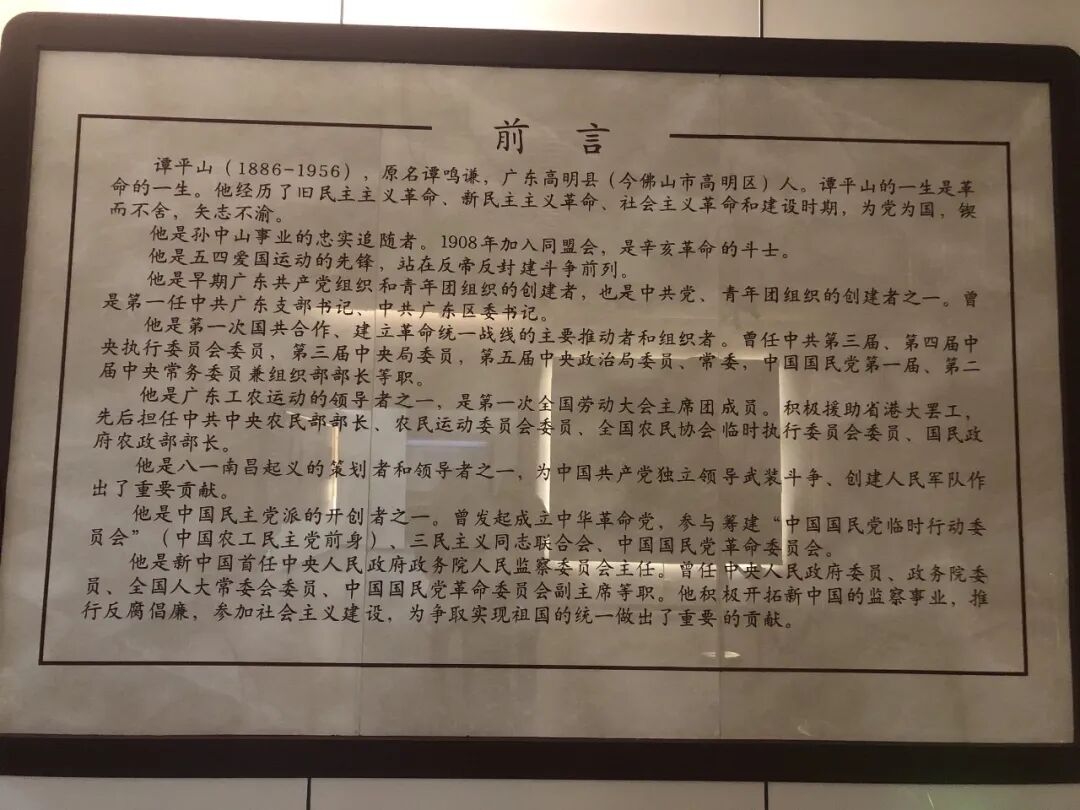 前 言
谭平山（1886-1956），原名谭鸣谦，广东高明县（今佛山市高明区）人。谭平山的一生是革
命的一生。他经历了旧民主主义革命、新民主主义革命、社会主义革命和建设时期，为党为国，锲
而不舍，矢志不渝。
他是孙中山事业的忠实追随者。1908年加入同盟会，是辛亥革命的斗士。
他是五四爱国运动的先锋，站在反帝反封建斗争前列。
他是早期广东共产党组织和青年团组织的创建者，也是中共党、青年团组织的创建者之一。曾
是第一任中共广东支部书记、中共广东区委书记。
他是第一次国共合作、建立革命统一战线的主要推动者和组织者。曾任中共第三届、第四届中
央执行委员会委员，第三届中央局委员，第五届中央政治局委员、常委，中国国民党第一届、第二
届中央常务委员兼组织部部长等职。
他是广东工农运动的领导者之一，是第一次全国劳动大会主席团成员。积极援助省港大罢工，
先后担任中共中央农民部部长、农民运动委员会委员、全国农民协会临时执行委员会委员、国民政
府农政部部长。
他是八一南昌起义的策划者和领导者之一，为中国共产党独立领导武装斗争、创建人民军队作
出了重要贡献。
他是中国民主党派的开创者之一。曾发起成立中华革命党，参与筹建“中国国民党临时行动委
员会”（中国农工民主党前身）、三民主义同志联合会、中国国民党革命委员会。
他是新中国首任中央人民政府政务院人民监察委员会主任。曾任中央人民政府委员、政务院委
员、全国人大常委会委员、中国国民党革命委员会副主席等职。他积极开拓新中国的监察事业，推
行反腐倡廉，参加社会主义建设，为争取实现祖国的统一做出了重要的贡献。